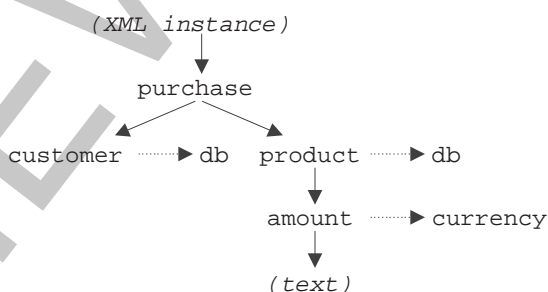 (XML instance)
purchase
customer db product db
amount currency
(text)